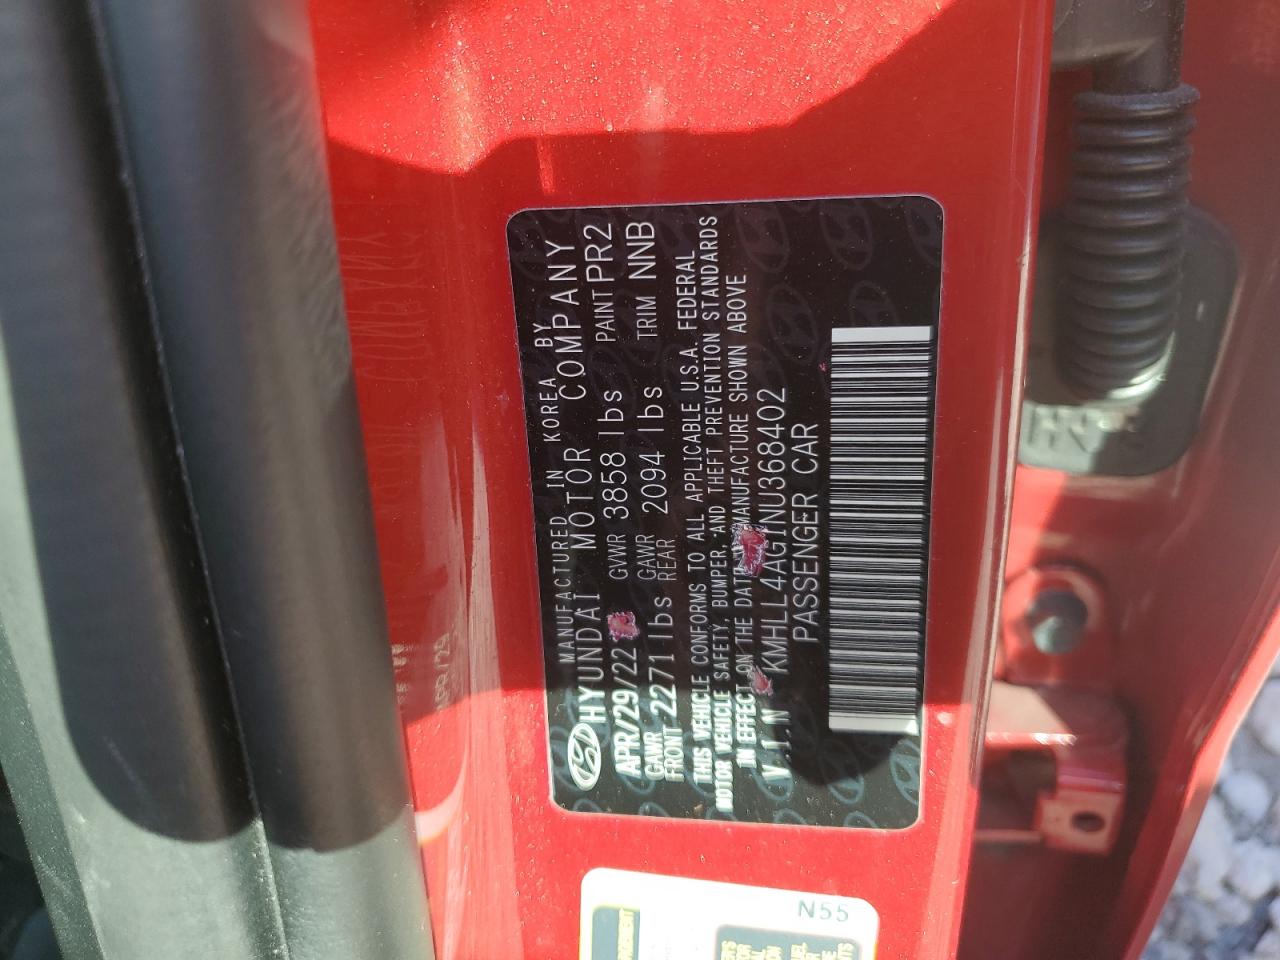 MANUFACTURED IN KOREA BY
HYUNDAI MOTOR COMPANY
APR/29/22 GVWR 3858 lbs PAINT PR2
GAWR FRONT 2271 lbs GAWR REAR 2094 lbs TRIM NNB
THIS VEHICLE CONFORMS TO ALL APPLICABLE U.S.A. FEDERAL
MOTOR VEHICLE SAFETY, BUMPER, AND THEFT PREVENTION STANDARDS
IN EFFECT ON THE DATE MANUFACTURE SHOWN ABOVE.
V.I.N KMHLL4AG1NU368402
PASSENGER CAR
N55